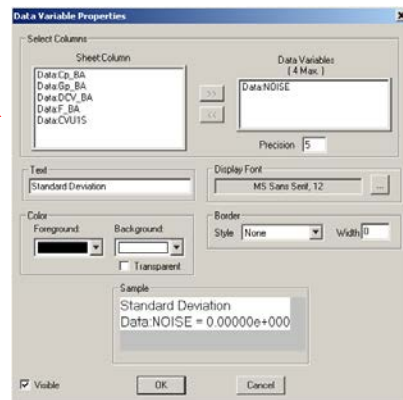 Data Variable Properties
Select Columns
Sheet:Column
Data:Cp_BA
Data:Gp_BA
Data:DCV_BA
Data:F_BA
Data:CVU1S
>>
<<
Data Variables
( 4 Max. )
Data:NOISE
Precision 5
Text
Standard Deviation
Display Font
MS Sans Serif, 12
...
Color
Foreground:
Background:
Transparent
Border
Style None Width 0
Sample
Standard Deviation
Data:NOISE = 0.00000e+000
Visible
OK
Cancel